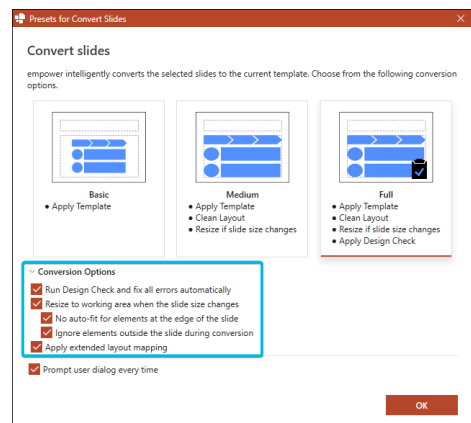 Presets for Convert Slides
Convert slides
empower intelligently converts the selected slides to the current template. Choose from the following conversion
options.
Basic
• Apply Template
Medium
• Apply Template
• Clean Layout
• Resize if slide size changes
Full
• Apply Template
• Clean Layout
• Resize if slide size changes
• Apply Design Check
Conversion Options
Run Design Check and fix all errors automatically
Resize to working area when the slide size changes
No auto-fit for elements at the edge of the slide
Ignore elements outside the slide during conversion
Apply extended layout mapping
Prompt user dialog every time
OK